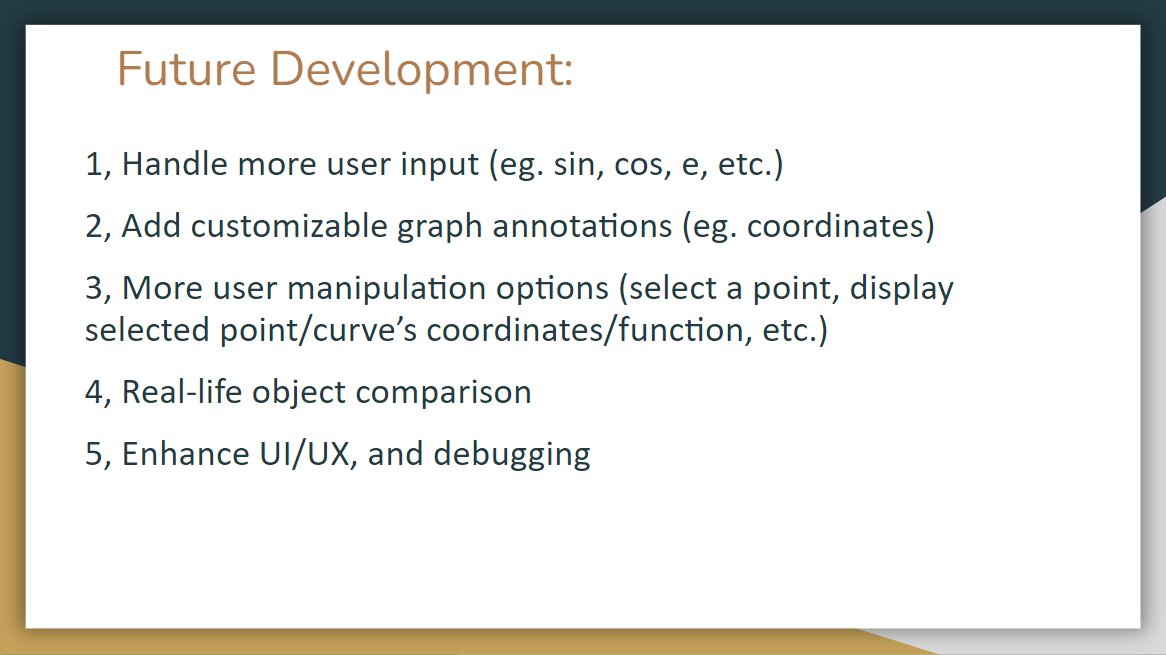 Future Development:
1, Handle more user input (eg. sin, cos, e, etc.)
2, Add customizable graph annotations (eg. coordinates)
3, More user manipulation options (select a point, display
selected point/curve’s coordinates/function, etc.)
4, Real-life object comparison
5, Enhance UI/UX, and debugging